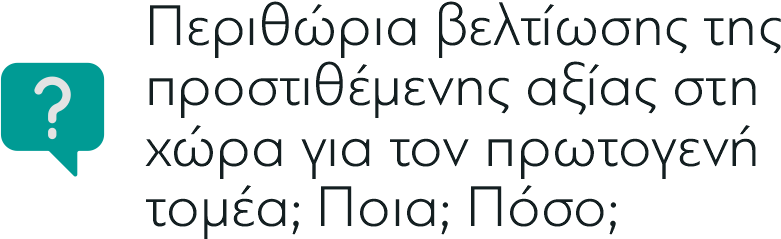 Περιθώρια βελτίωσης της
προστιθέμενης αξίας στη
χώρα για τον πρωτογενή
τομέα; Ποια; Πόσο;
?